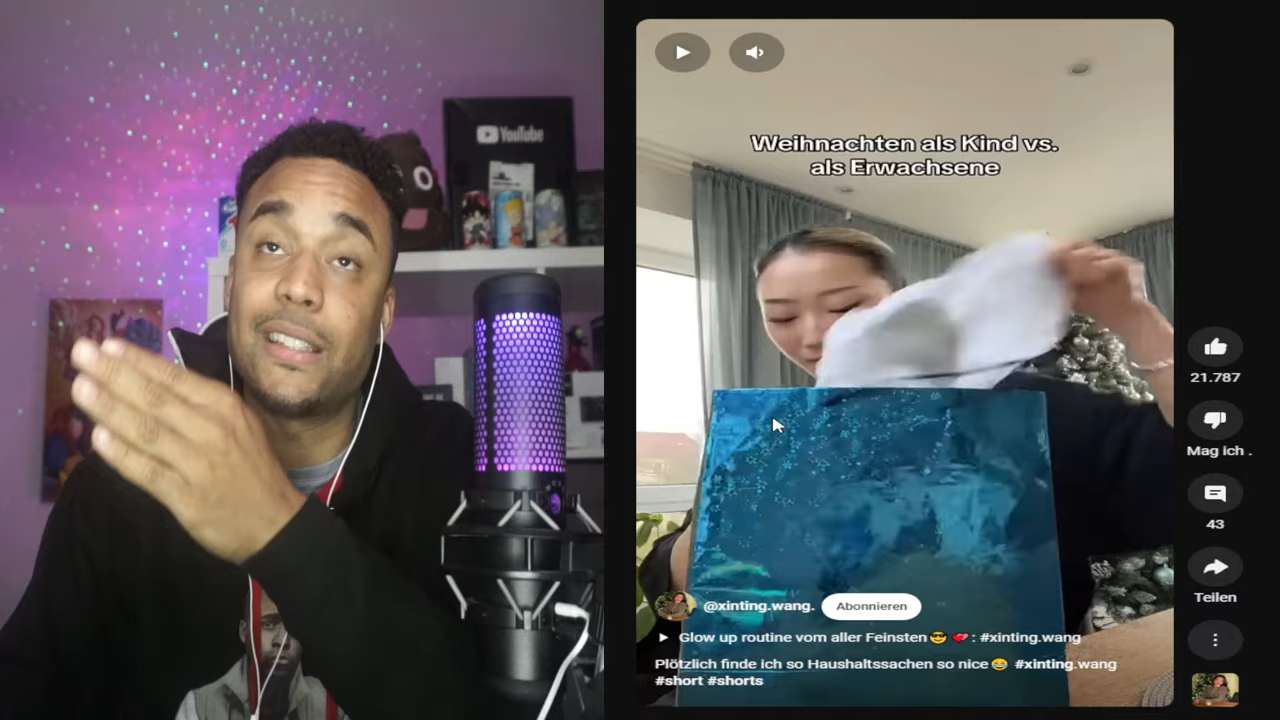 YouTube
Weihnachten als Kind vs.
als Erwachsene
21.787
Mag ich .
43
Teilen
@xinting.wang. Abonnieren
Glow up routine vom aller Feinsten 😎 💋 : #xinting.wang
Plötzlich finde ich so Haushaltssachen so nice 😂 #xinting.wang
#short #shorts